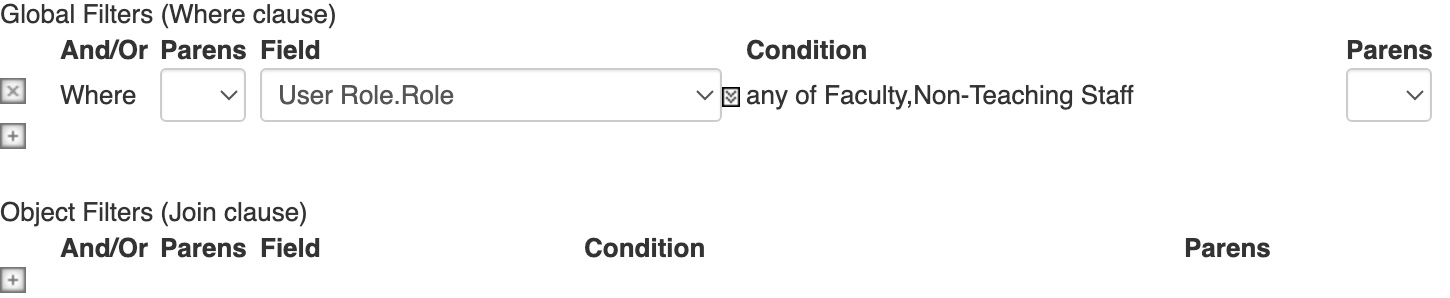 Global Filters (Where clause)
And/Or Parens Field Condition Parens
Where User Role.Role any of Faculty,Non-Teaching Staff
Object Filters (Join clause)
And/Or Parens Field Condition Parens